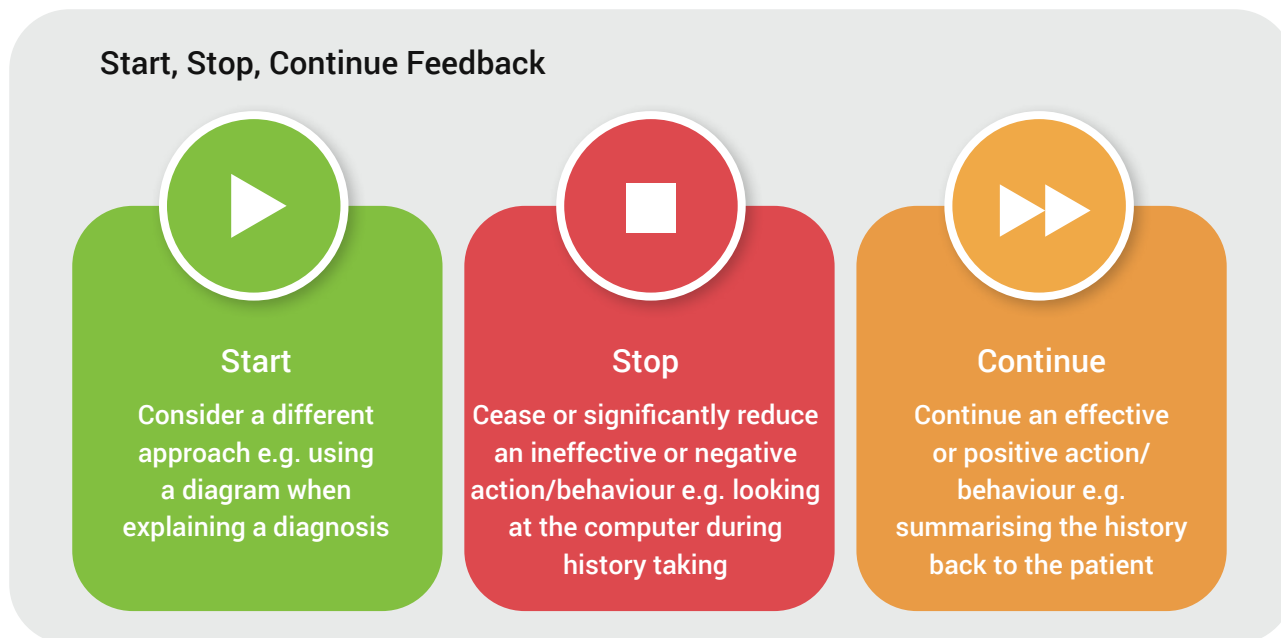 Start, Stop, Continue Feedback
Start
Consider a different
approach e.g. using
a diagram when
explaining a diagnosis
Stop
Cease or significantly reduce
an ineffective or negative
action/behaviour e.g. looking
at the computer during
history taking
Continue
Continue an effective
or positive action/
behaviour e.g.
summarising the history
back to the patient